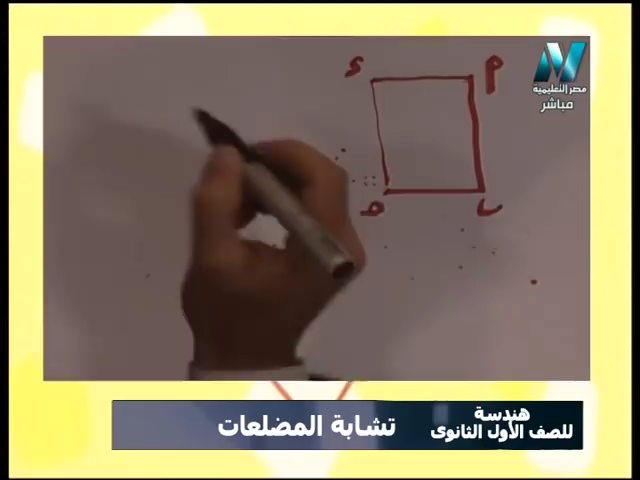 مصر التعليمية
مباشر
ء
م
ح
ب
هندسة
للصف الأول الثانوى
تشابة المضلعات